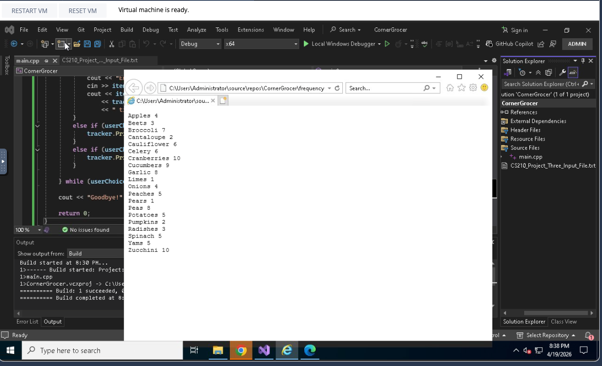 RESTART VM
RESET VM
Virtual machine is ready.
File Edit View Git Project Build Debug Test Analyze Tools Extensions Window Help Search CornerGrocer
Sign in
Debug x64 Local Windows Debugger
GitHub Copilot ADMIN
Toolbox
main.cpp
CS210_Project_..._Input_File.txt
CornerGrocer
cin >> item
cout << item
<< " t
}
else if (userC
tracker.Pr
}
else if (userC
tracker.Pri
}
} while (userChoic
cout << "Goodbye!"
return 0;
}
100 % No issues found
Output
Show output from: Build
Build started at 8:30 PM...
1>------ Build started: Project:
1>main.cpp
1>CornerGrocer.vcxproj -> C:\Use
========== Build: 1 succeeded,
========== Build completed at 8:
Error List Output
Ready
C:\Users\Administrator\source\repos\CornerGrocer\frequency
Search...
C:\Users\Administrator\sou...
Apples 4
Beets 3
Broccoli 7
Cantaloupe 2
Cauliflower 6
Celery 6
Cranberries 10
Cucumbers 9
Garlic 8
Limes 1
Onions 4
Peaches 5
Pears 1
Peas 8
Potatoes 5
Pumpkins 2
Radishes 3
Spinach 5
Yams 5
Zucchini 10
Solution Explorer
Search Solution Explorer (Ctrl+
ution 'CornerGrocer' (1 of 1 project)
CornerGrocer
References
External Dependencies
Header Files
Resource Files
Source Files
main.cpp
CS210_Project_Three_Input_File.txt
Solution Explorer Class View
Select Repository
Type here to search
8:38 PM
4/19/2026